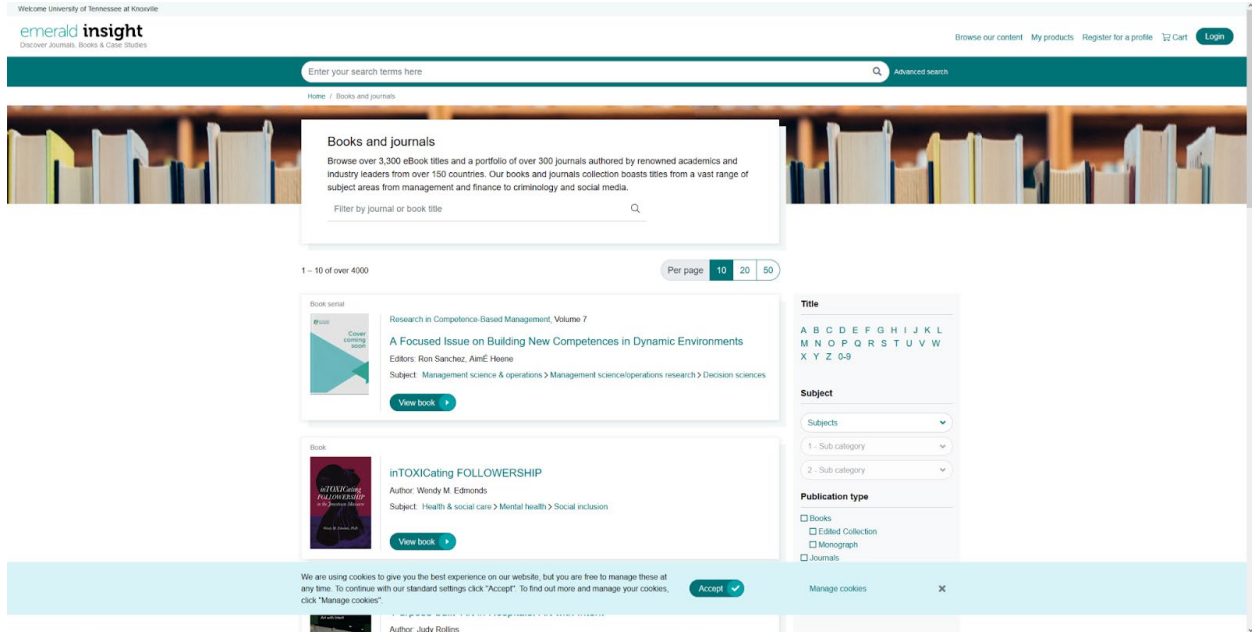 Welcome University of Tennessee at Knoxville
emerald insight
Discover Journals, Books & Case Studies
Browse our content My products Register for a profile Cart Login
Enter your search terms here
Advanced search
Home / Books and journals
Books and journals
Browse over 3,300 eBook titles and a portfolio of over 300 journals authored by renowned academics and
industry leaders from over 150 countries. Our books and journals collection boasts titles from a vast range of
subject areas from management and finance to criminology and social media.
Filter by journal or book title
1 – 10 of over 4000
Per page 10 20 50
Book serial
Cover
coming
soon
Research in Competence-Based Management, Volume 7
A Focused Issue on Building New Competences in Dynamic Environments
Editors: Ron Sanchez, AimÉ Heene
Subject: Management science & operations > Management science/operations research > Decision sciences
View book
Book
inTOXICating
FOLLOWERSHIP
inTOXICating FOLLOWERSHIP
Author: Wendy M. Edmonds
Subject: Health & social care > Mental health > Social inclusion
View book
Title
A B C D E F G H I J K L
M N O P Q R S T U V W
X Y Z 0-9
Subject
Subjects
1 - Sub category
2 - Sub category
Publication type
Books
Edited Collection
Monograph
Journals
We are using cookies to give you the best experience on our website, but you are free to manage these at
any time. To continue with our standard settings click "Accept". To find out more and manage your cookies,
click "Manage cookies".
Accept
Manage cookies
Author: Judy Rollins